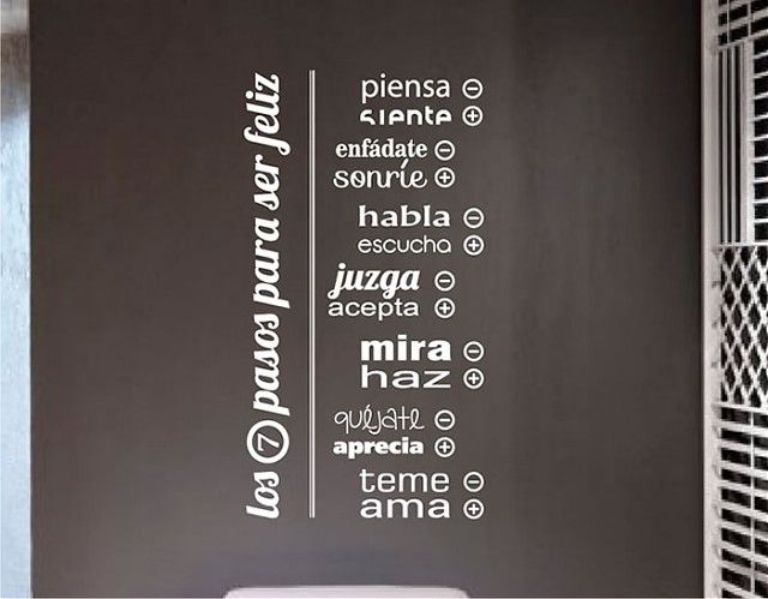 los 7 pasos para ser feliz
piensa ⊖
siente ⊕
enfádate ⊖
sonríe ⊕
habla ⊖
escucha ⊕
juzga ⊖
acepta ⊕
mira ⊖
haz ⊕
quéjate ⊖
aprecia ⊕
teme ⊖
ama ⊕